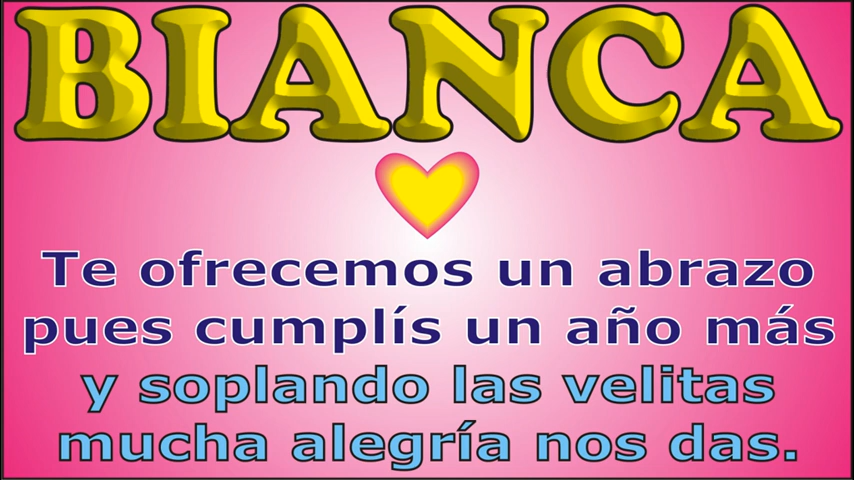 BIANCA
Te ofrecemos un abrazo
pues cumplís un año más
y soplando las velitas
mucha alegría nos das.